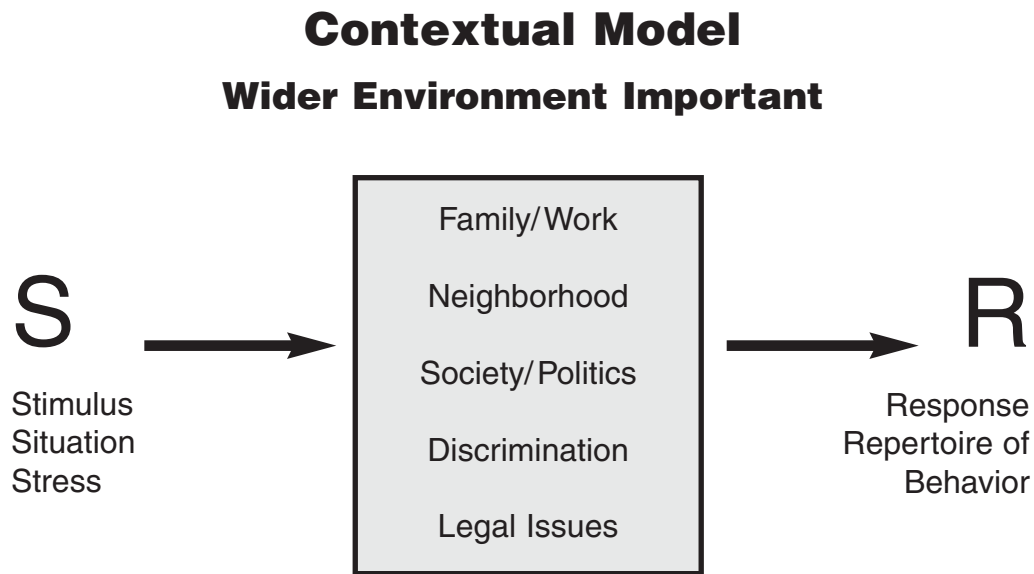 Contextual Model
Wider Environment Important
S
Stimulus
Situation
Stress
Family/Work
Neighborhood
Society/Politics
Discrimination
Legal Issues
R
Response
Repertoire of
Behavior